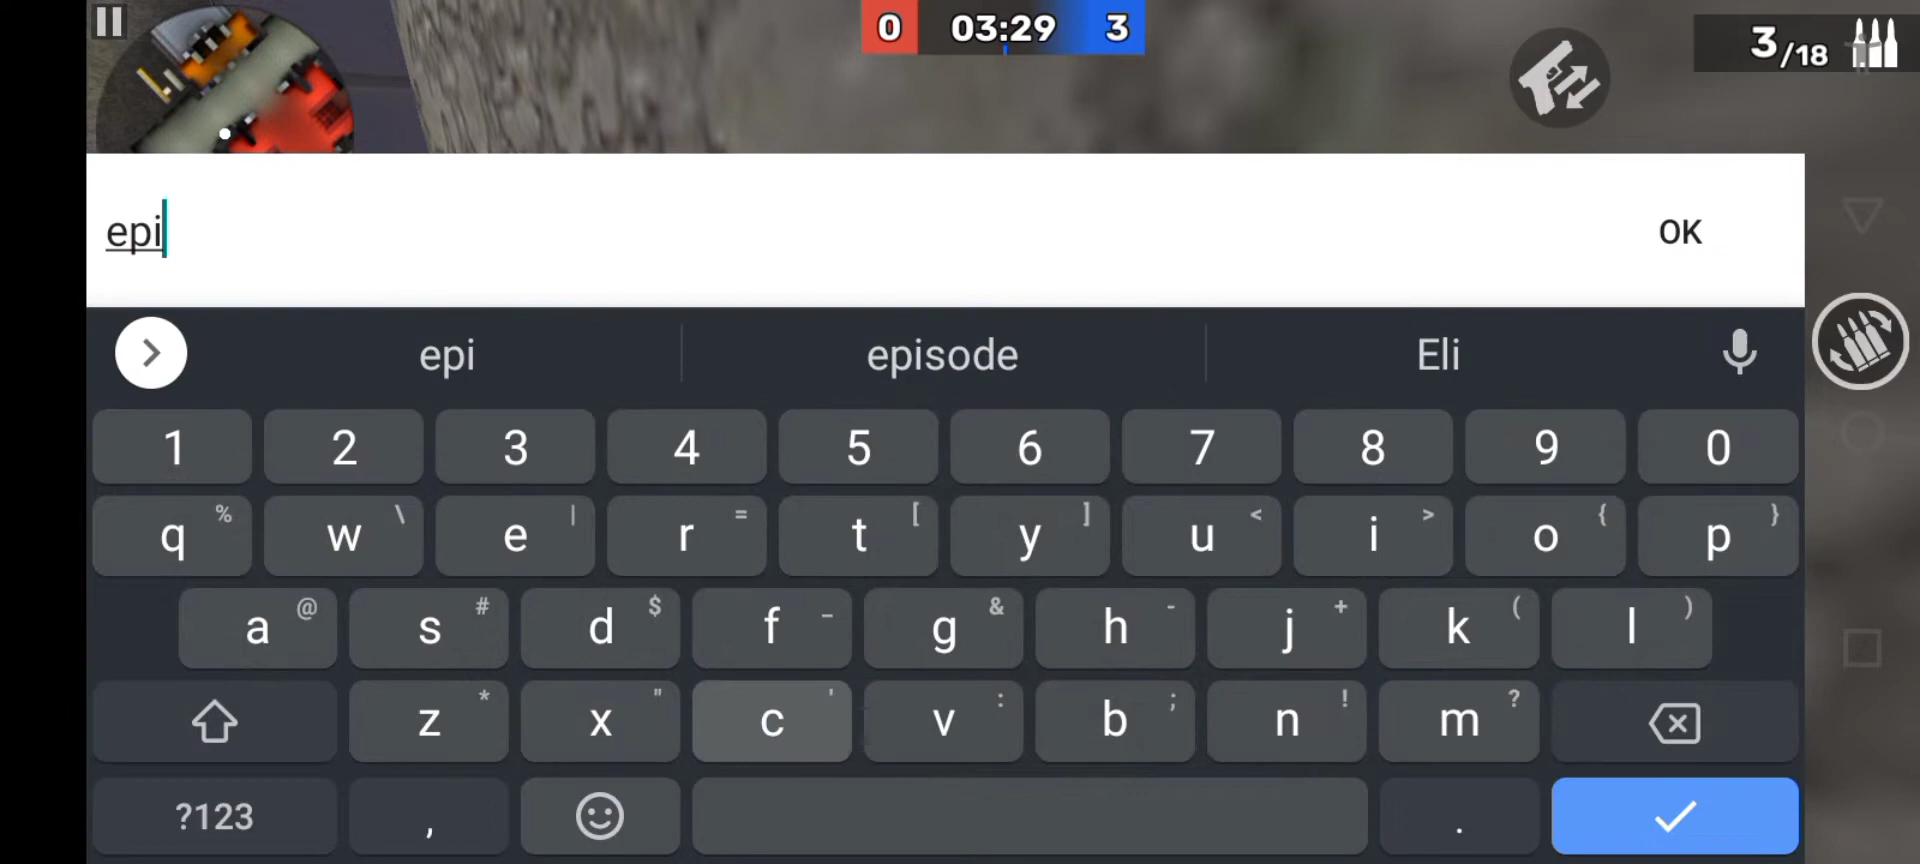 0 03:29 3
3/18
epi
OK
epi episode Eli
1 2 3 4 5 6 7 8 9 0
q % w \ e | r = t [ y ] u < i > o { p }
a @ s # d $ f _ g & h - j + k ( l )
z * x " c ' v : b ; n ! m ?
?123 , .